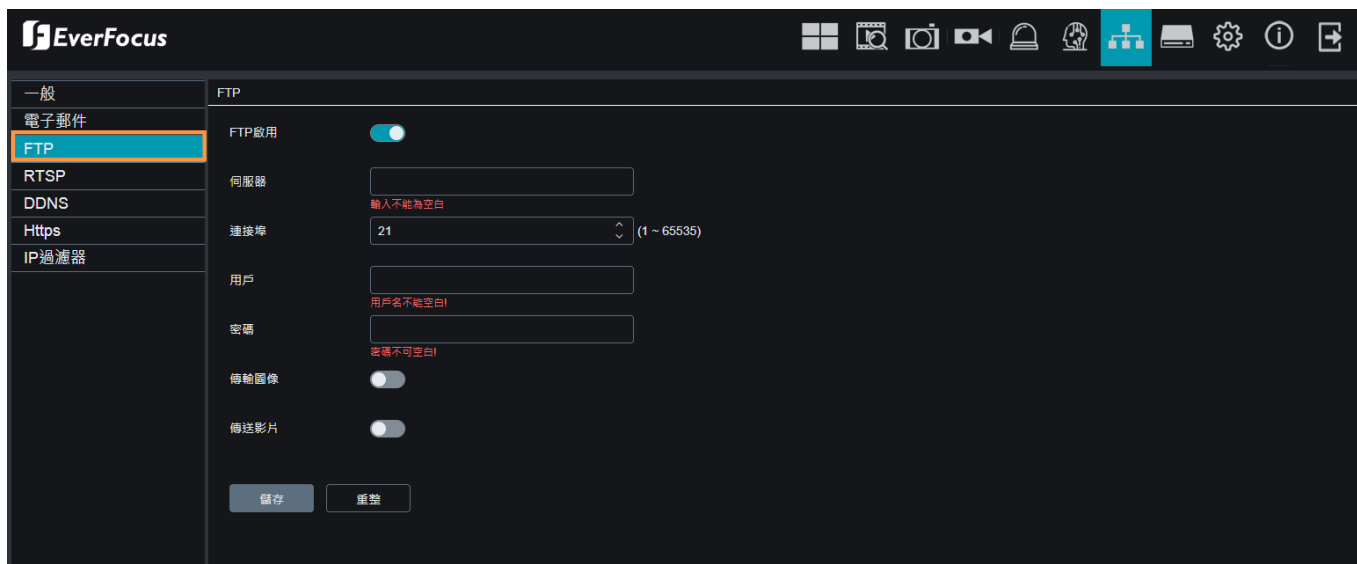 EverFocus
一般
電子郵件
FTP
RTSP
DDNS
Https
IP過濾器
FTP
FTP啟用
伺服器
輸入不能為空白
連接埠 21 (1 ~ 65535)
用戶
用戶名不能空白!
密碼
密碼不可空白!
傳輸圖像
傳送影片
儲存 重整